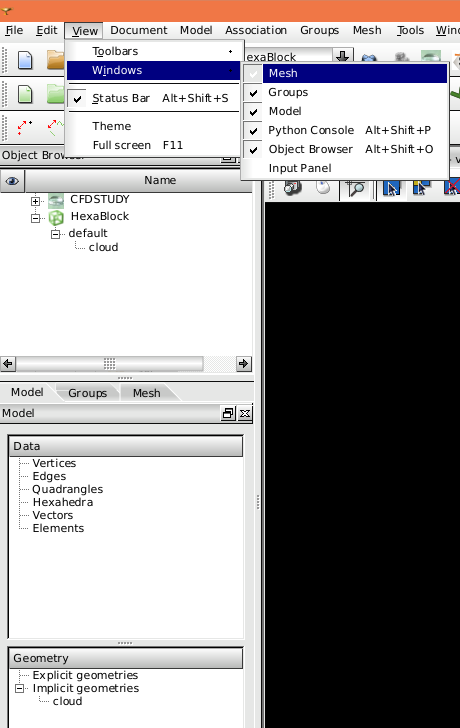 File Edit View Document Model Association Groups Mesh Tools
Toolbars
exaBlock
Windows
Mesh
Groups
Status Bar Alt+Shift+S
Model
Theme
Python Console Alt+Shift+P
Full screen F11
Object Browser Alt+Shift+O
Input Panel
Object Brows
Name
CFDSTUDY
HexaBlock
default
cloud
Model Groups Mesh
Model
Data
Vertices
Edges
Quadrangles
Hexahedra
Vectors
Elements
Geometry
Explicit geometries
Implicit geometries
cloud